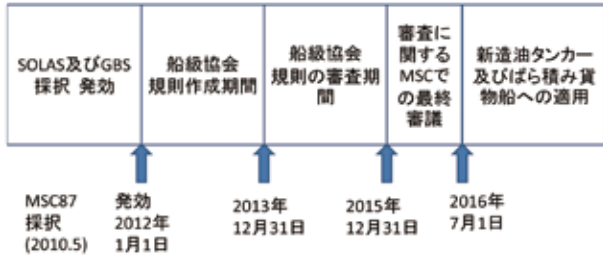 SOLAS及びGBS
採択 発効
船級協会
規則作成期間
船級協会
規則の審査期
間
審査に
関する
MSCで
の最終
審議
新造油タンカー
及びばら積み貨
物船への適用
MSC87
採択
(2010.5)
発効
2012年
1月1日
2013年
12月31日
2015年
12月31日
2016年
7月1日